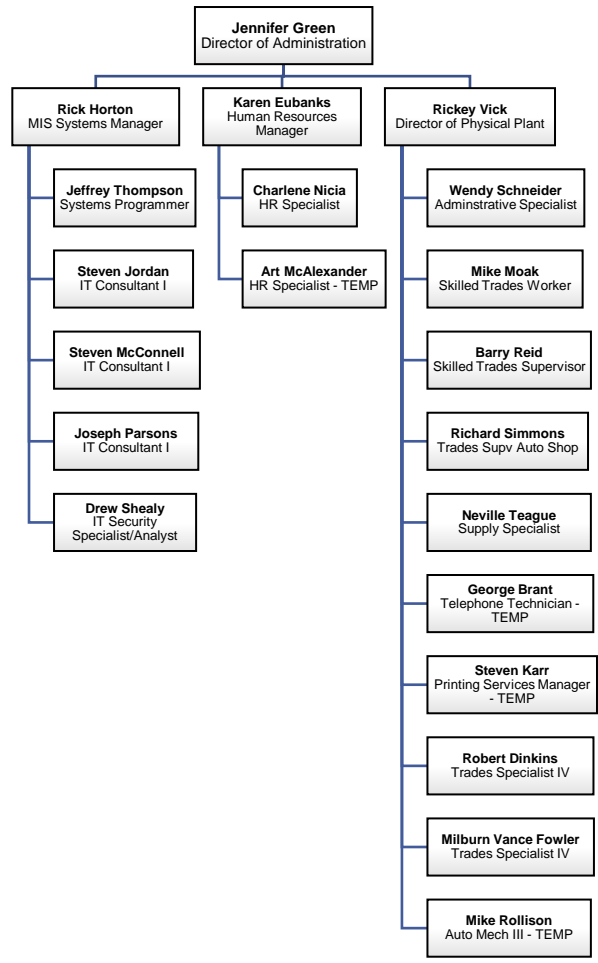 Jennifer Green
Director of Administration
Rick Horton
MIS Systems Manager
Karen Eubanks
Human Resources
Manager
Rickey Vick
Director of Physical Plant
Jeffrey Thompson
Systems Programmer
Steven Jordan
IT Consultant I
Steven McConnell
IT Consultant I
Joseph Parsons
IT Consultant I
Drew Shealy
IT Security
Specialist/Analyst
Charlene Nicia
HR Specialist
Art McAlexander
HR Specialist - TEMP
Wendy Schneider
Adminstrative Specialist
Mike Moak
Skilled Trades Worker
Barry Reid
Skilled Trades Supervisor
Richard Simmons
Trades Supv Auto Shop
Neville Teague
Supply Specialist
George Brant
Telephone Technician -
TEMP
Steven Karr
Printing Services Manager
- TEMP
Robert Dinkins
Trades Specialist IV
Milburn Vance Fowler
Trades Specialist IV
Mike Rollison
Auto Mech III - TEMP